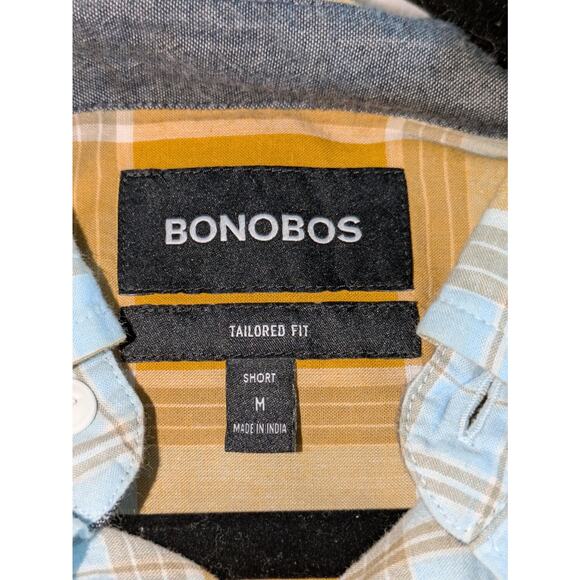 BONOBOS
TAILORED FIT
SHORT
M
MADE IN INDIA